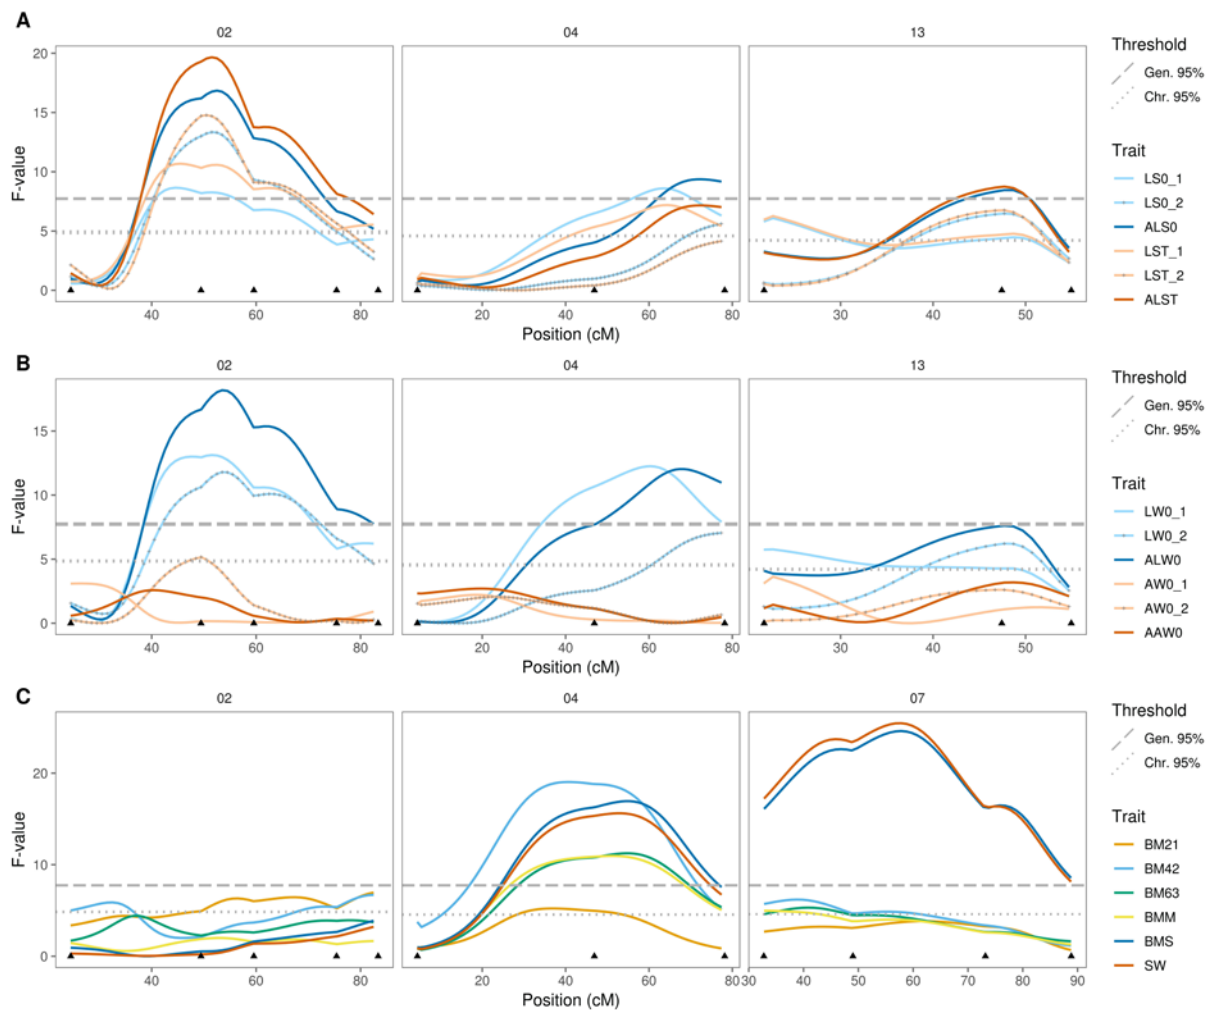 A
02 04 13
F-value
20
15
10
5
0
40 60 80
20 40 60 80
30 40 50
Position (cM)
Threshold
Gen. 95%
Chr. 95%
Trait
LS0_1
LS0_2
ALS0
LST_1
LST_2
ALST
B
02 04 13
F-value
15
10
5
0
40 60 80
20 40 60 80
30 40 50
Position (cM)
Threshold
Gen. 95%
Chr. 95%
Trait
LW0_1
LW0_2
ALW0
AW0_1
AW0_2
AAW0
C
02 04 07
F-value
20
10
0
40 60 80
20 40 60 80
30 40 50 60 70 80 90
Position (cM)
Threshold
Gen. 95%
Chr. 95%
Trait
BM21
BM42
BM63
BMM
BMS
SW